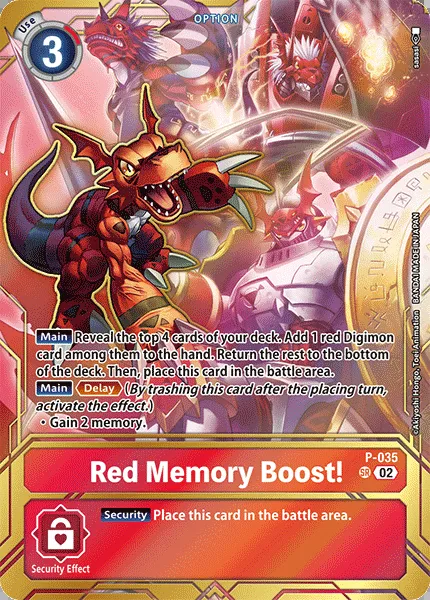 OPTION
Use
3
sasasi
Main Reveal the top 4 cards of your deck. Add 1 red Digimon
card among them to the hand. Return the rest to the bottom
of the deck. Then, place this card in the battle area.
Main Delay (By trashing this card after the placing turn,
activate the effect.)
• Gain 2 memory.
©Akiyoshi Hongo, Toei Animation BANDAI MADE IN JAPAN
P-035
Red Memory Boost!
SR 02
Security Place this card in the battle area.
Security Effect